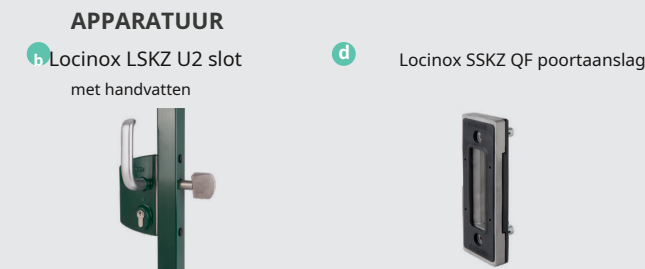 APPARATUUR
b Locinox LSKZ U2 slot
met handvatten
d Locinox SSKZ QF poortaanslag